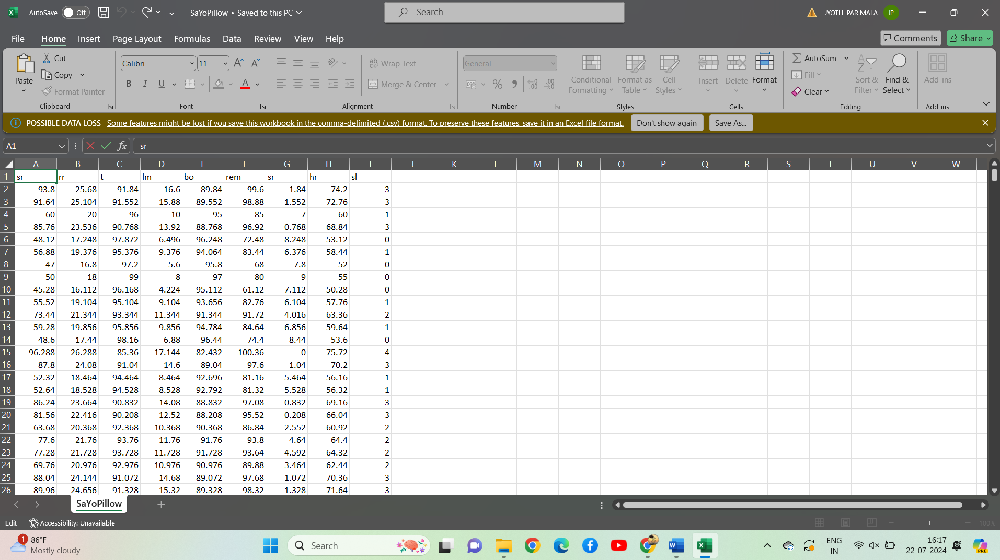 AutoSave Off SaYoPillow • Saved to this PC Search JYOTHI PARIMALA JP
File Home Insert Page Layout Formulas Data Review View Help Comments Share
Paste Cut Copy Format Painter Clipboard
Calibri 11 B I U A Font
ab Wrap Text Merge & Center Alignment
General % Number
Conditional Formatting Format as Table Cell Styles Styles
Insert Delete Format Cells
AutoSum Fill Clear Sort & Filter Find & Select Editing
Add-ins Add-ins
POSSIBLE DATA LOSS Some features might be lost if you save this workbook in the comma-delimited (.csv) format. To preserve these features, save it in an Excel file format. Don't show again Save As...
A1 fx sr
A B C D E F G H I J K L M N O P Q R S T U V W
1 sr rr t lm bo rem sr hr sl
2 93.8 25.68 91.84 16.6 89.84 99.6 1.84 74.2 3
3 91.64 25.104 91.552 15.88 89.552 98.88 1.552 72.76 3
4 60 20 96 10 95 85 7 60 1
5 85.76 23.536 90.768 13.92 88.768 96.92 0.768 68.84 3
6 48.12 17.248 97.872 6.496 96.248 72.48 8.248 53.12 0
7 56.88 19.376 95.376 9.376 94.064 83.44 6.376 58.44 1
8 47 16.8 97.2 5.6 95.8 68 7.8 52 0
9 50 18 99 8 97 80 9 55 0
10 45.28 16.112 96.168 4.224 95.112 61.12 7.112 50.28 0
11 55.52 19.104 95.104 9.104 93.656 82.76 6.104 57.76 1
12 73.44 21.344 93.344 11.344 91.344 91.72 4.016 63.36 2
13 59.28 19.856 95.856 9.856 94.784 84.64 6.856 59.64 1
14 48.6 17.44 98.16 6.88 96.44 74.4 8.44 53.6 0
15 96.288 26.288 85.36 17.144 82.432 100.36 0 75.72 4
16 87.8 24.08 91.04 14.6 89.04 97.6 1.04 70.2 3
17 52.32 18.464 94.464 8.464 92.696 81.16 5.464 56.16 1
18 52.64 18.528 94.528 8.528 92.792 81.32 5.528 56.32 1
19 86.24 23.664 90.832 14.08 88.832 97.08 0.832 69.16 3
20 81.56 22.416 90.208 12.52 88.208 95.52 0.208 66.04 3
21 63.68 20.368 92.368 10.368 90.368 86.84 2.552 60.92 2
22 77.6 21.76 93.76 11.76 91.76 93.8 4.64 64.4 2
23 77.28 21.728 93.728 11.728 91.728 93.64 4.592 64.32 2
24 69.76 20.976 92.976 10.976 90.976 89.88 3.464 62.44 2
25 88.04 24.144 91.072 14.68 89.072 97.68 1.072 70.36 3
26 89.96 24.656 91.328 15.32 89.328 98.32 1.328 71.64 3
SaYoPillow
Edit Accessibility: Unavailable 100%
1 86°F
Mostly cloudy
Search
ENG
IN
16:17
22-07-2024
PRE